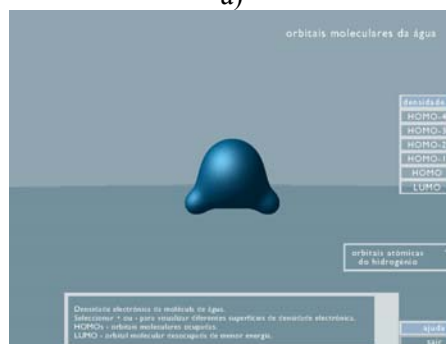 a)
orbitais moleculares da água
densidade
HOMO-4
HOMO-3
HOMO-2
HOMO-1
HOMO
LUMO
orbitais atómicas
do hidrogénio
Densidade electrónica da molécula de água.
Seleccionar + ou - para visualizar diferentes superfícies de densidade electrónica.
HOMOs - orbitais moleculares ocupadas.
LUMO - orbital molecular desocupada de menor energia.
ajuda
sair